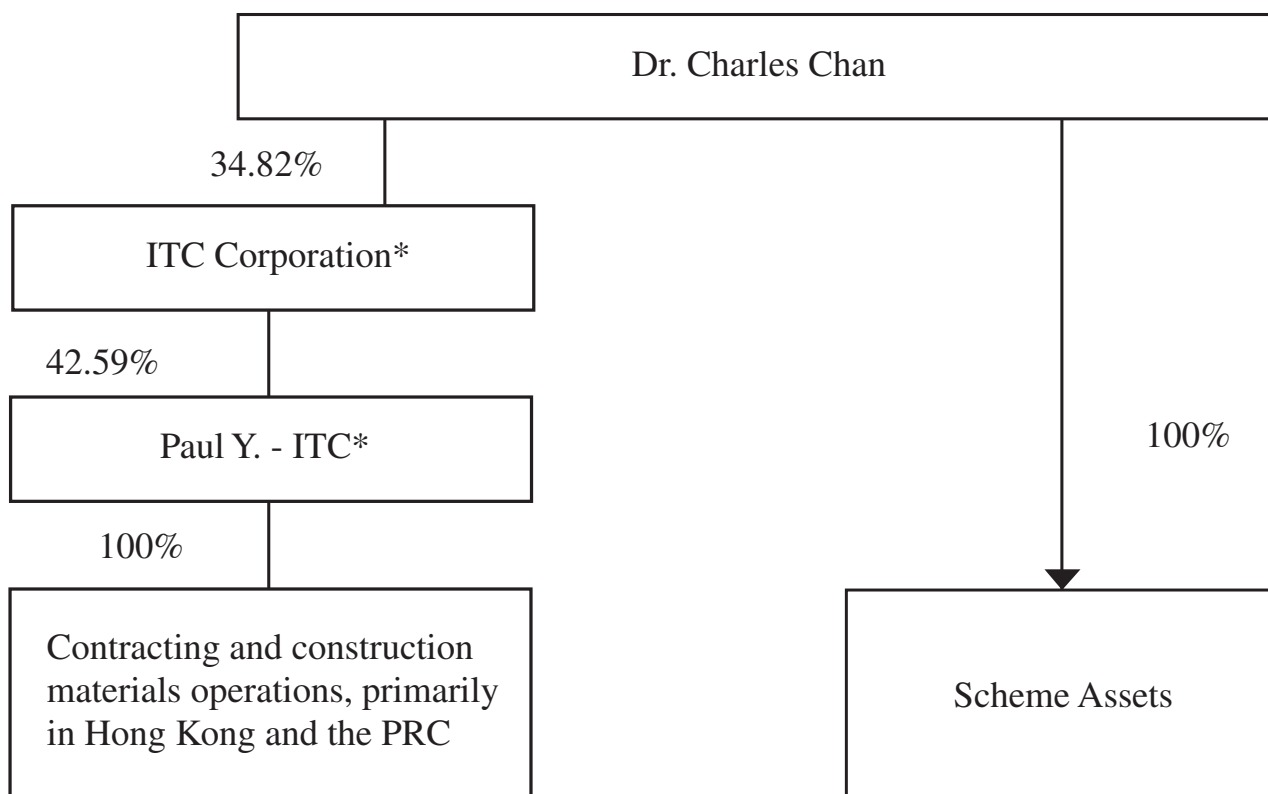 Dr. Charles Chan
34.82%
ITC Corporation*
42.59%
Paul Y. - ITC*
100%
100%
Contracting and construction
materials operations, primarily
in Hong Kong and the PRC
Scheme Assets